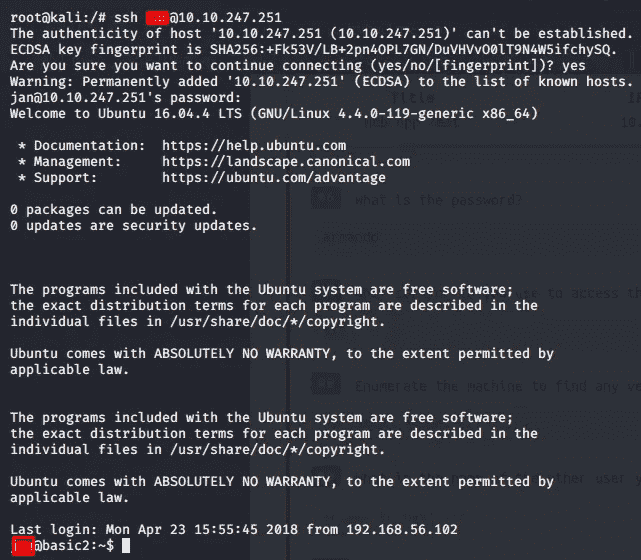 root@kali:/# ssh @10.10.247.251
The authenticity of host '10.10.247.251 (10.10.247.251)' can't be established.
ECDSA key fingerprint is SHA256:+Fk53V/LB+2pn4OPL7GN/DuVHVvO0lT9N4W5ifchySQ.
Are you sure you want to continue connecting (yes/no/[fingerprint])? yes
Warning: Permanently added '10.10.247.251' (ECDSA) to the list of known hosts.
jan@10.10.247.251's password:
Title
Welcome to Ubuntu 16.04.4 LTS (GNU/Linux 4.4.0-119-generic x86_64)
* Documentation: https://help.ubuntu.com
* Management: https://landscape.canonical.com
* Support: https://ubuntu.com/advantage
What is the password?
0 packages can be updated.
0 updates are security updates.
armando
The programs included with the Ubuntu system are free software;
to access th
the exact distribution terms for each program are described in the
individual files in /usr/share/doc/*/copyright.
Ubuntu comes with ABSOLUTELY NO WARRANTY, to the extent permitted by
applicable law.
Enumerate the machine to find any ve
The programs included with the Ubuntu system are free software;
the exact distribution terms for each program are described in the
individual files in /usr/share/doc/*/copyright.
user y
Ubuntu comes with ABSOLUTELY NO WARRANTY, to the extent permitted by
applicable law.
Last login: Mon Apr 23 15:55:45 2018 from 192.168.56.102
@basic2:~$